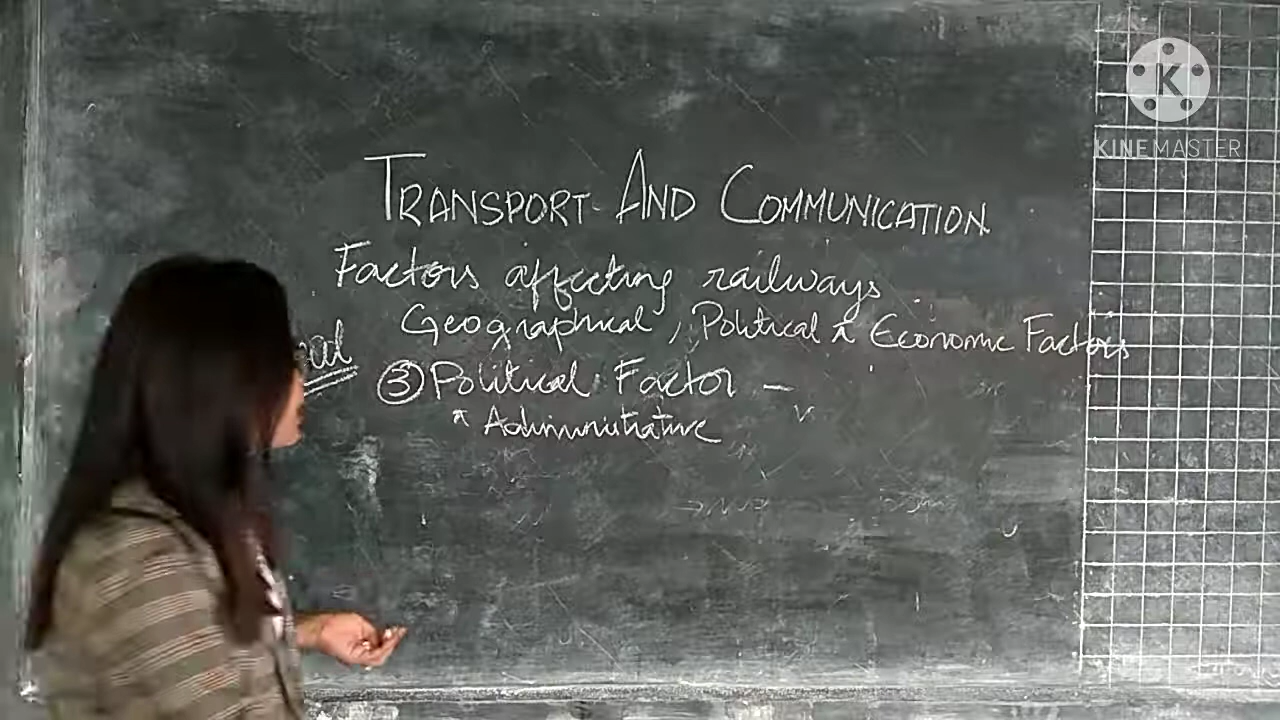 KINEMASTER
TRANSPORT AND COMMUNICATION
Factors affecting railways
Geographical, Political & Economic Factors
③ Political Factor –
* Administrative